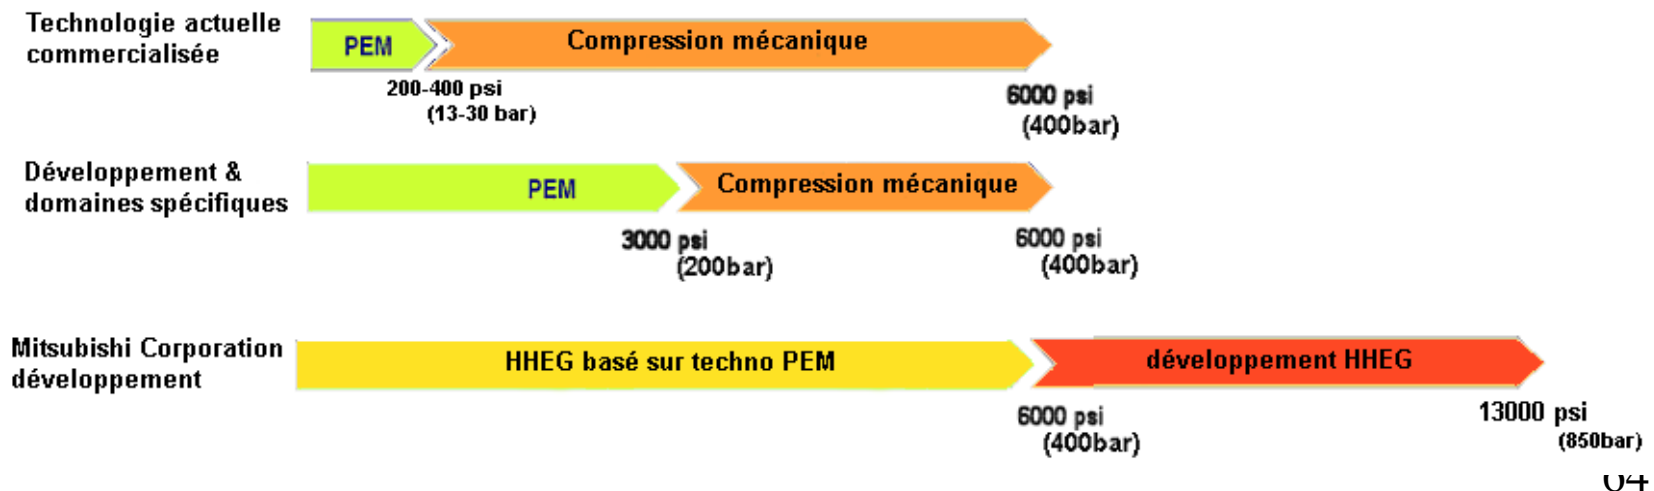 Technologie actuelle
commercialisée
PEM
Compression mécanique
200-400 psi
(13-30 bar)
6000 psi
(400bar)
Développement &
domaines spécifiques
PEM
Compression mécanique
3000 psi
(200bar)
6000 psi
(400bar)
Mitsubishi Corporation
développement
HHEG basé sur techno PEM
développement HHEG
6000 psi
(400bar)
13000 psi
(850bar)